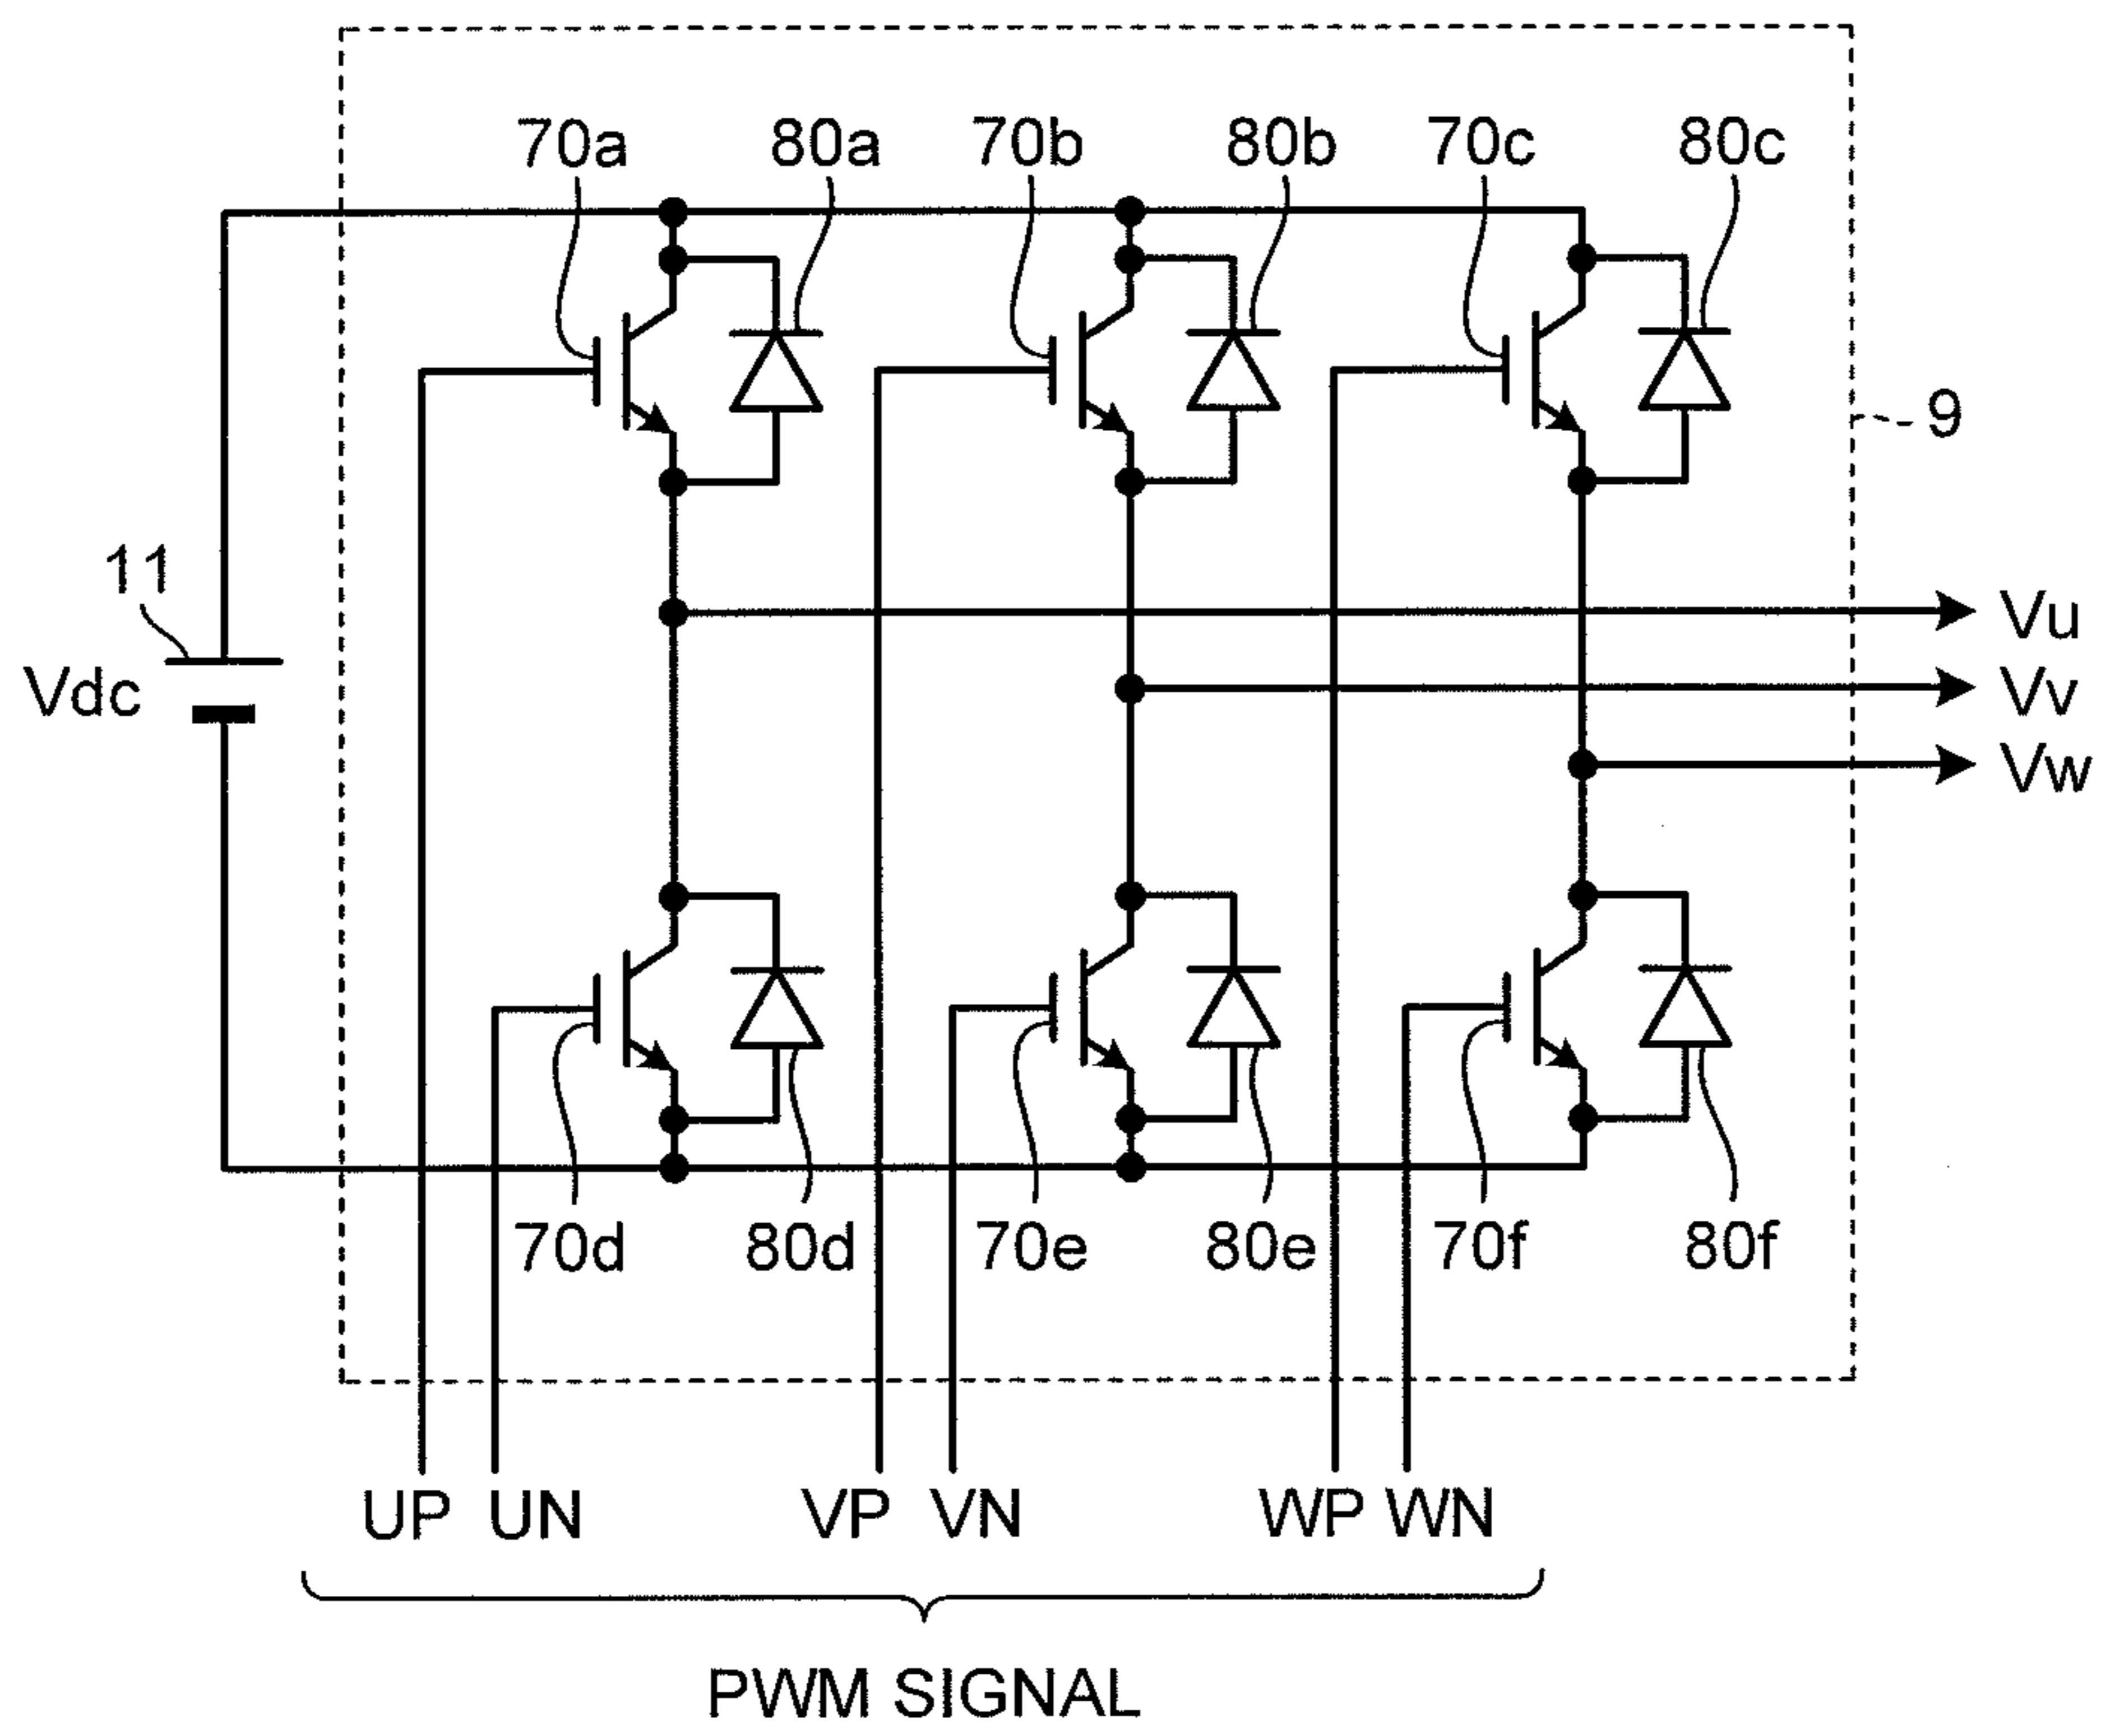 70a 80a 70b 80b 70c 80c
9
11
Vdc
Vu
Vv
Vw
70d 80d 70e 80e 70f 80f
UP UN VP VN WP WN
PWM SIGNAL